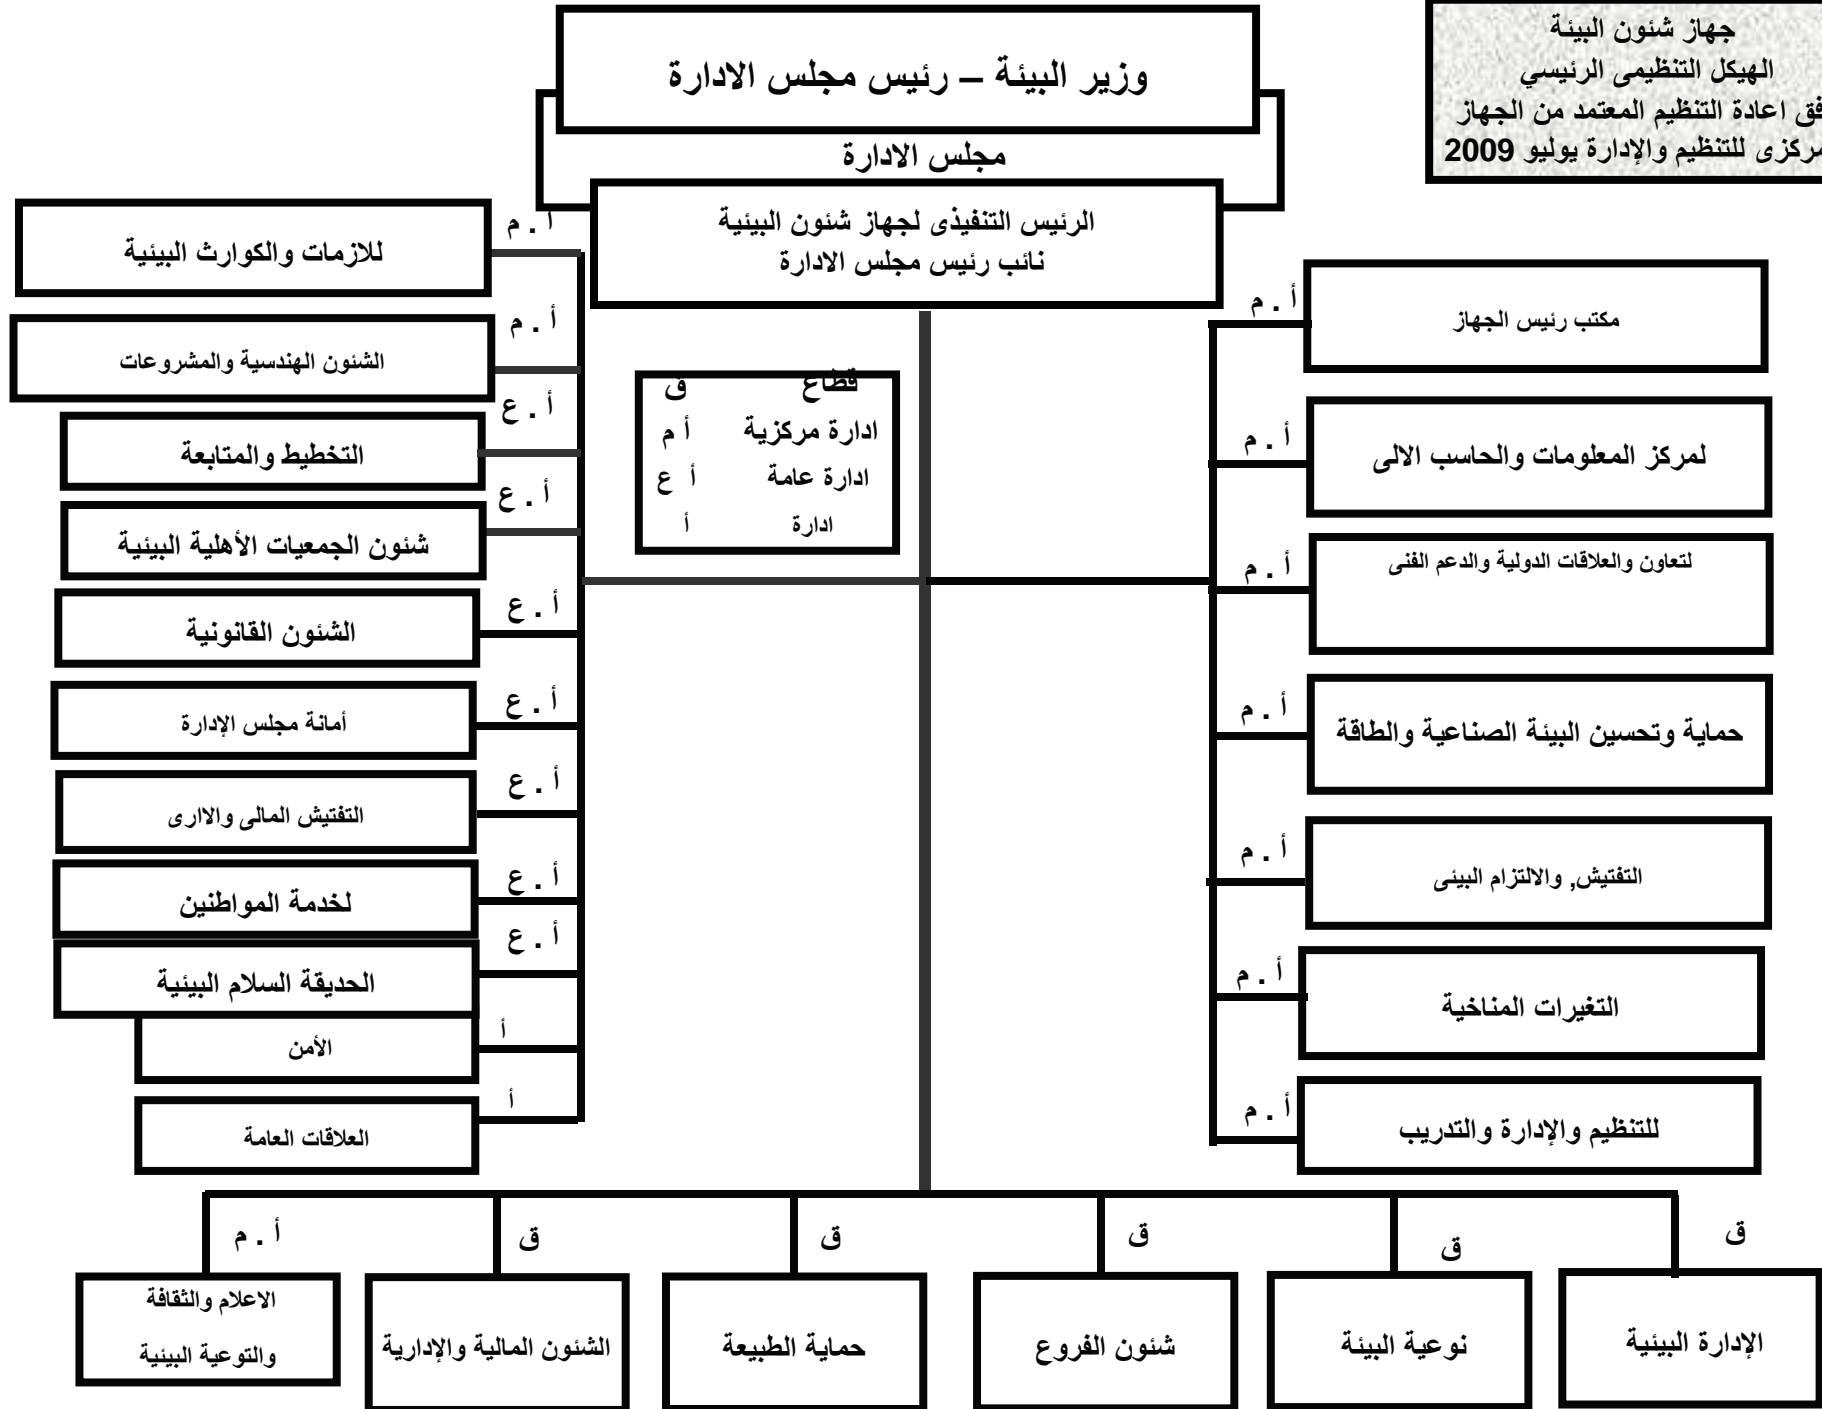 جهاز شئون البيئة
الهيكل التنظيمى الرئيسي
فق اعادة التنظيم المعتمد من الجهاز
مركزى للتنظيم والإدارة يوليو 2009
وزير البيئة – رئيس مجلس الادارة
مجلس الادارة
الرئيس التنفيذى لجهاز شئون البيئية
نائب رئيس مجلس الادارة
قطاع ق
ادارة مركزية أ م
ادارة عامة أ ع
ادارة أ
أ . م
مكتب رئيس الجهاز
أ . م
لمركز المعلومات والحاسب الالى
أ . م
لتعاون والعلاقات الدولية والدعم الفنى
أ . م
حماية وتحسين البيئة الصناعية والطاقة
أ . م
التفتيش, والالتزام البيئى
أ . م
التغيرات المناخية
أ . م
للتنظيم والإدارة والتدريب
أ . م
للازمات والكوارث البيئية
أ . م
الشئون الهندسية والمشروعات
أ . ع
التخطيط والمتابعة
أ . ع
شئون الجمعيات الأهلية البيئية
أ . ع
الشئون القانونية
أ . ع
أمانة مجلس الإدارة
أ . ع
التفتيش المالى والاارى
أ . ع
لخدمة المواطنين
أ . ع
الحديقة السلام البيئية
أ
الأمن
أ
العلاقات العامة
ق
الإدارة البيئية
ق
نوعية البيئة
ق
شئون الفروع
ق
حماية الطبيعة
ق
الشئون المالية والإدارية
أ . م
الاعلام والثقافة
والتوعية البيئية